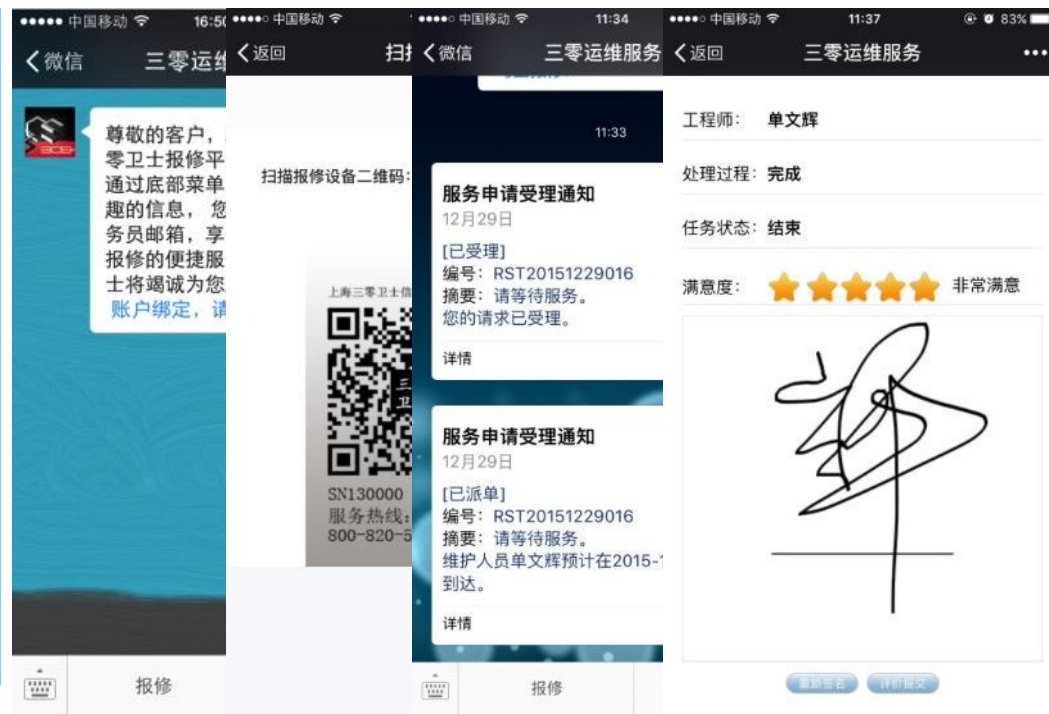 中国移动 16:50
微信 三零运维
尊敬的客户，
零卫士报修平
通过底部菜单
趣的信息， 您
务员邮箱，享
报修的便捷服
士将竭诚为您
账户绑定，请
报修
中国移动
返回
扫描报修设备二维码:
上海三零卫士信
三
卫
SN130000
服务热线:
800-820-5
中国移动 11:34
微信 三零运维服务
11:33
服务申请受理通知
12月29日
[已受理]
编号: RST20151229016
摘要: 请等待服务。
您的请求已受理。
详情
服务申请受理通知
12月29日
[已派单]
编号: RST20151229016
摘要: 请等待服务。
维护人员单文辉预计在2015-1
到达。
详情
报修
中国移动 11:37 83%
返回 三零运维服务
工程师: 单文辉
处理过程: 完成
任务状态: 结束
满意度: 非常满意
重新签名 评价提交